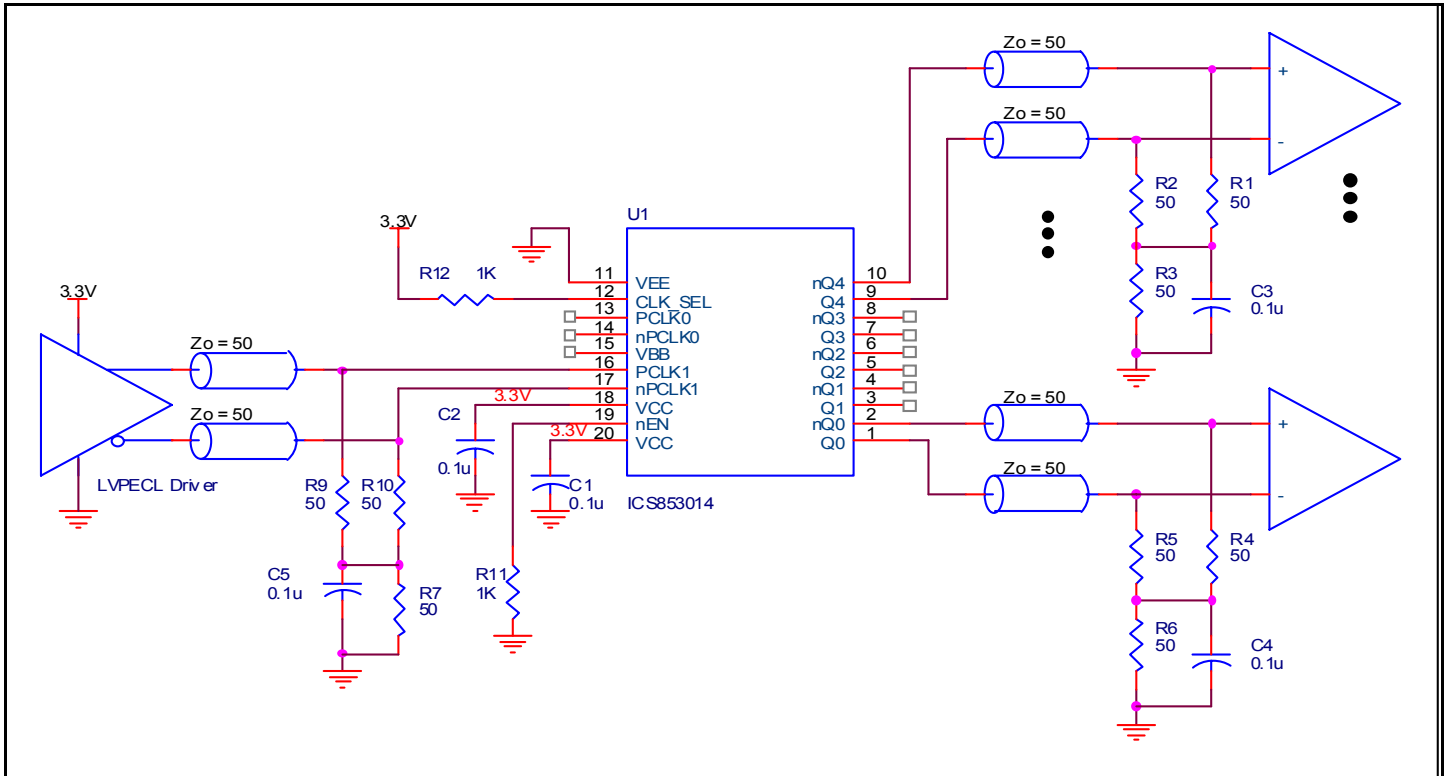 Zo = 50
+
Zo = 50
-
R2
50
R1
50
R3
50
C3
0.1u
U1
3.3V
R12 1K
11 VEE
12 CLK_SEL
13 PCLK0
14 nPCLK0
15 VBB
16 PCLK1
17 nPCLK1
18 VCC
19 nEN
20 VCC
nQ4 10
Q4 9
nQ3 8
Q3 7
nQ2 6
Q2 5
nQ1 4
Q1 3
nQ0 2
Q0 1
ICS853014
3.3V
Zo = 50
Zo = 50
LVPECL Driver
3.3V
C2
0.1u
3.3V
C1
0.1u
R9
50
R10
50
C5
0.1u
R7
50
R11
1K
Zo = 50
+
Zo = 50
-
R5
50
R4
50
R6
50
C4
0.1u